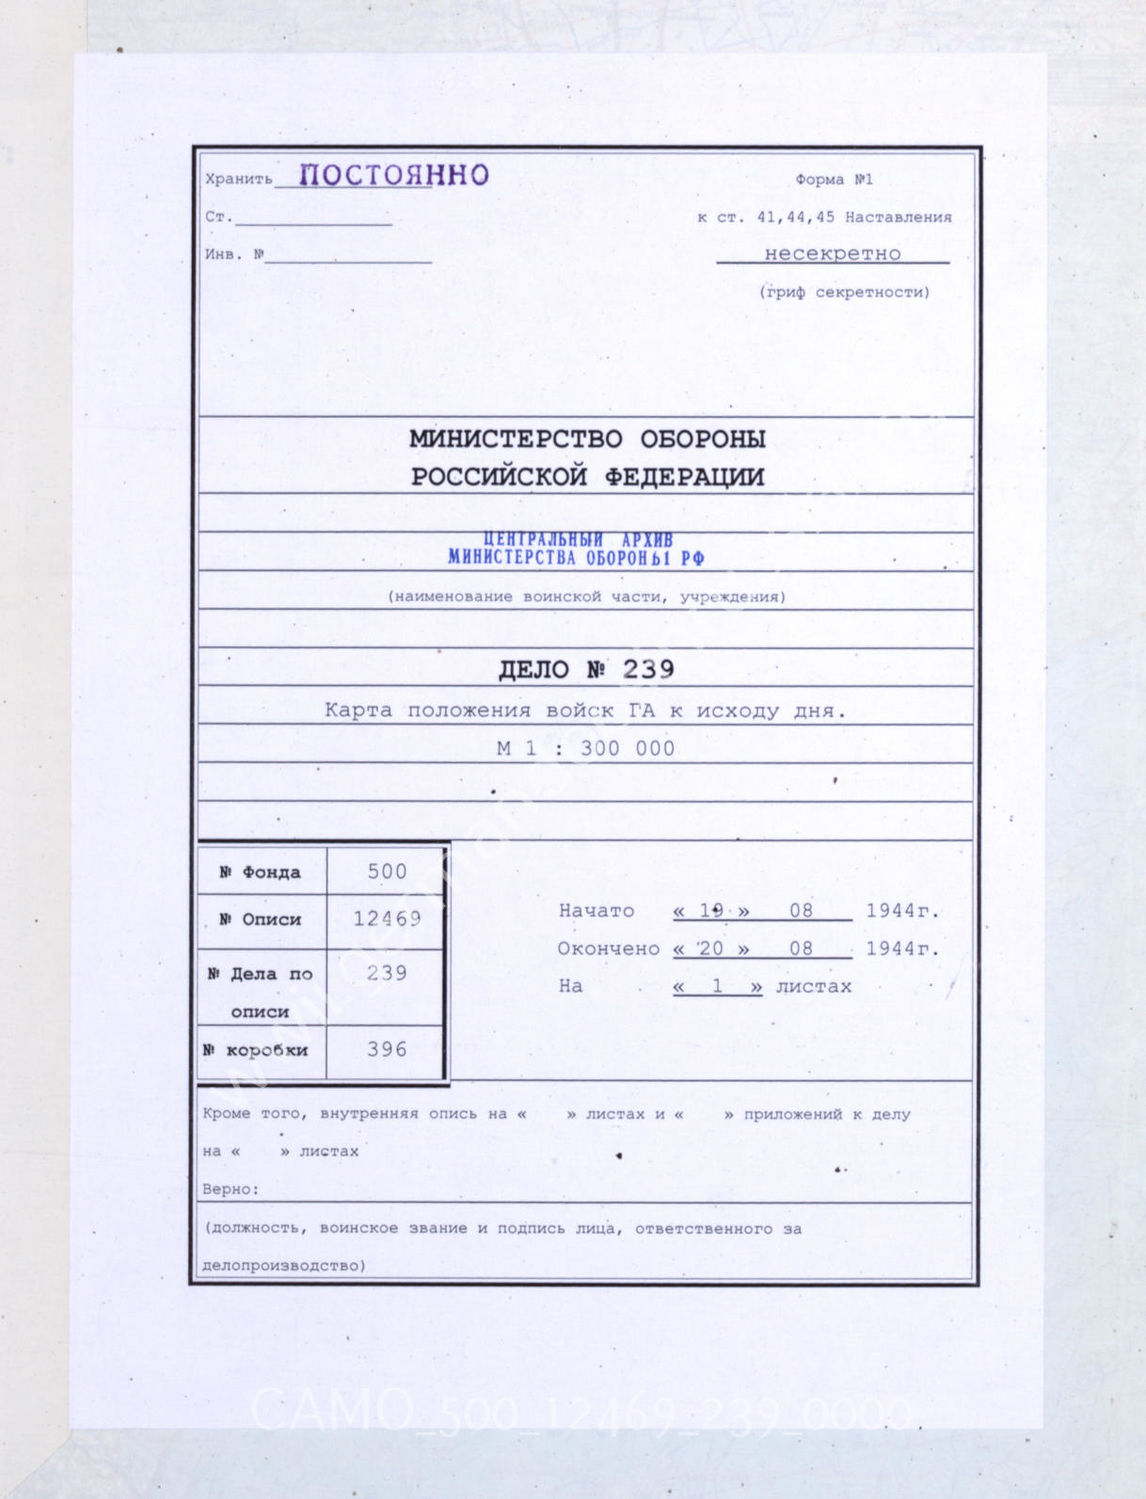 Хранить ПОСТОЯННО
Форма №1
Ст.
к ст. 41,44,45 Наставления
Инв. №
несекретно
(гриф секретности)
МИНИСТЕРСТВО ОБОРОНЫ
РОССИЙСКОЙ ФЕДЕРАЦИИ
ЦЕНТРАЛЬНЫЙ АРХИВ
МИНИСТЕРСТВА ОБОРОНЫ РФ
(наименование воинской части, учреждения)
ДЕЛО № 239
Карта положения войск ГА к исходу дня.
М 1 : 300 000
№ Фонда 500
№ Описи 12469
№ Дела по 239
описи
№ коробки 396
Начато « 19 » 08 1944г.
Окончено « 20 » 08 1944г.
На « 1 » листах
Кроме того, внутренняя опись на « » листах и « » приложений к делу
на « » листах
Верно:
(должность, воинское звание и подпись лица, ответственного за
делопроизводство)
CAMO_500_12469_239_0000